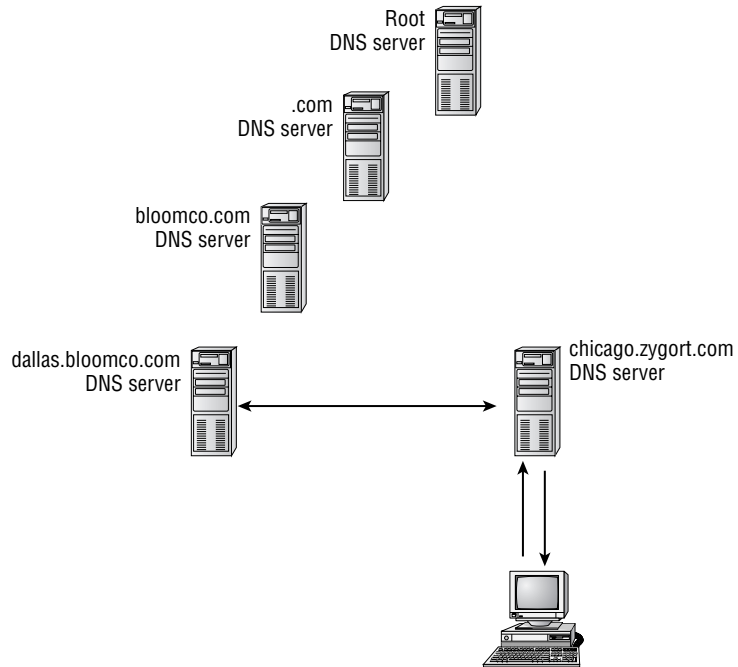 Root
DNS server
.com
DNS server
bloomco.com
DNS server
dallas.bloomco.com
DNS server
chicago.zygort.com
DNS server